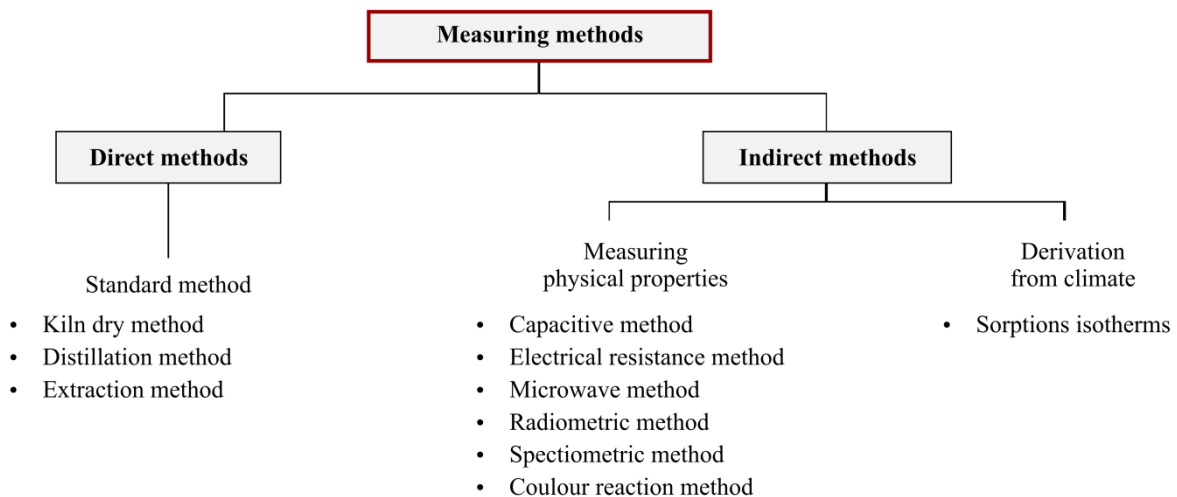 Measuring methods
Direct methods
Indirect methods
Standard method
• Kiln dry method
• Distillation method
• Extraction method
Measuring
physical properties
• Capacitive method
• Electrical resistance method
• Microwave method
• Radiometric method
• Spectiometric method
• Coulour reaction method
Derivation
from climate
• Sorptions isotherms